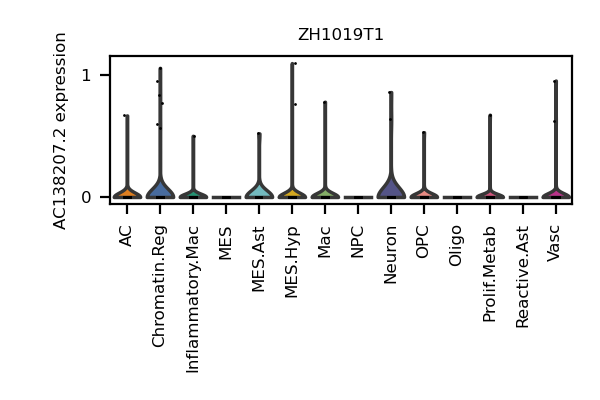 ZH1019T1
AC138207.2 expression
1
0
AC
Chromatin.Reg
Inflammatory.Mac
MES
MES.Ast
MES.Hyp
Mac
NPC
Neuron
OPC
Oligo
Prolif.Metab
Reactive.Ast
Vasc